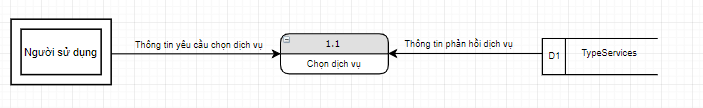 Người sử dụng
Thông tin yêu cầu chọn dịch vụ
1.1
Chọn dịch vụ
Thông tin phản hồi dịch vụ
D1
TypeServices